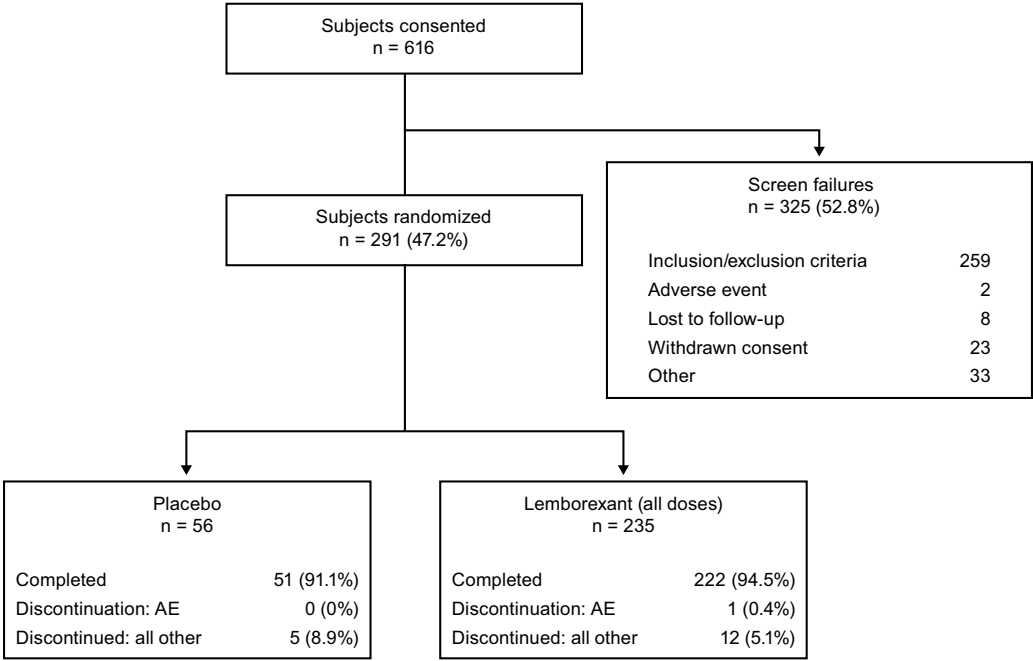 Subjects consented
n = 616
Screen failures
n = 325 (52.8%)
Inclusion/exclusion criteria 259
Adverse event 2
Lost to follow-up 8
Withdrawn consent 23
Other 33
Subjects randomized
n = 291 (47.2%)
Placebo
n = 56
Completed 51 (91.1%)
Discontinuation: AE 0 (0%)
Discontinued: all other 5 (8.9%)
Lemborexant (all doses)
n = 235
Completed 222 (94.5%)
Discontinuation: AE 1 (0.4%)
Discontinued: all other 12 (5.1%)